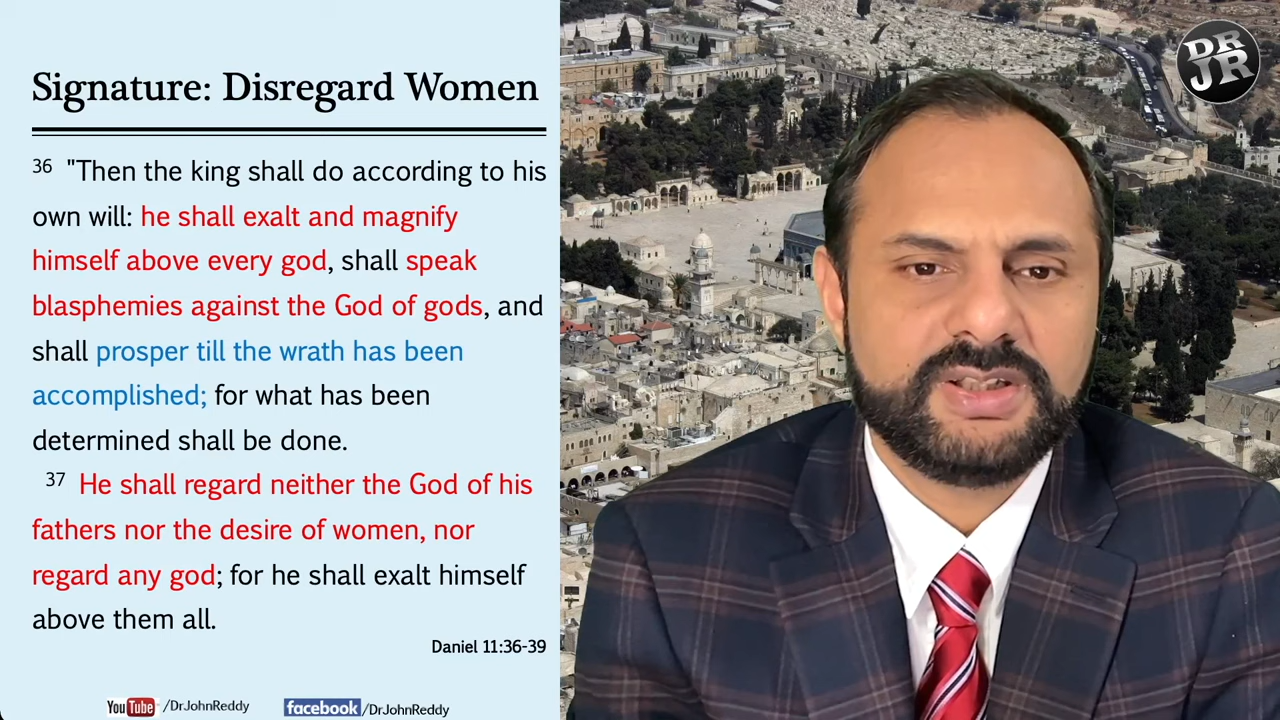 Signature: Disregard Women
36 "Then the king shall do according to his
own will: he shall exalt and magnify
himself above every god, shall speak
blasphemies against the God of gods, and
shall prosper till the wrath has been
accomplished; for what has been
determined shall be done.
37 He shall regard neither the God of his
fathers nor the desire of women, nor
regard any god; for he shall exalt himself
above them all.
Daniel 11:36-39
YouTube /DrJohnReddy
facebook /DrJohnReddy
DR
JR